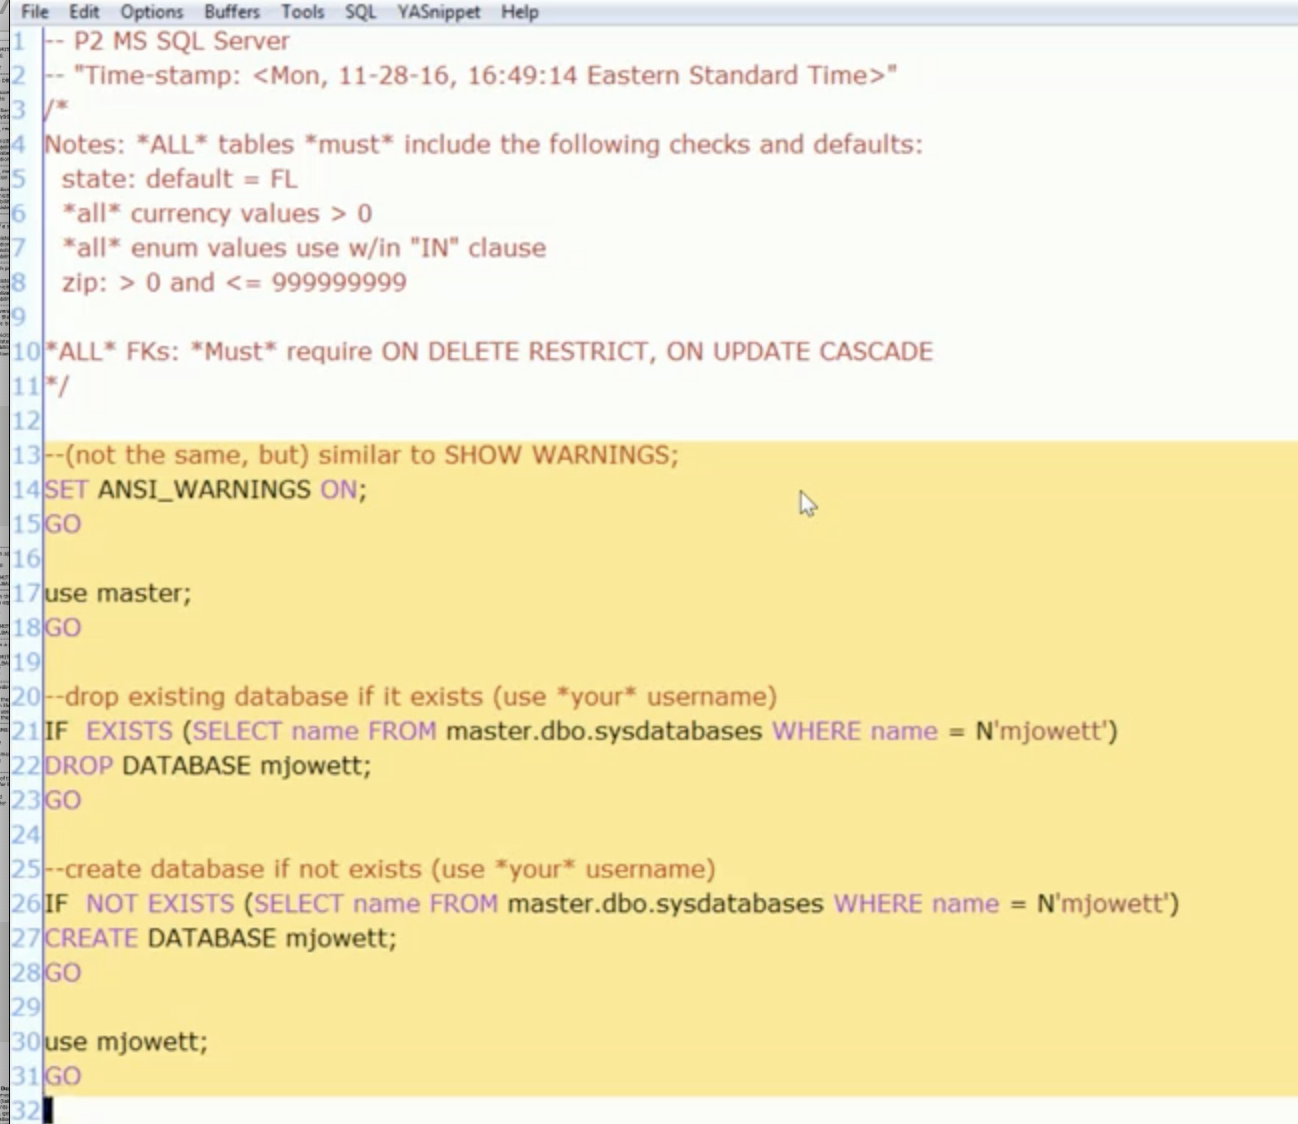 File Edit Options Buffers Tools SQL YASnippet Help
1 -- P2 MS SQL Server
2 -- "Time-stamp: <Mon, 11-28-16, 16:49:14 Eastern Standard Time>"
3 /*
4 Notes: *ALL* tables *must* include the following checks and defaults:
5   state: default = FL
6   *all* currency values > 0
7   *all* enum values use w/in "IN" clause
8   zip: > 0 and <= 999999999
9
10 *ALL* FKs: *Must* require ON DELETE RESTRICT, ON UPDATE CASCADE
11 */
12
13 --(not the same, but) similar to SHOW WARNINGS;
14 SET ANSI_WARNINGS ON;
15 GO
16
17 use master;
18 GO
19
20 --drop existing database if it exists (use *your* username)
21 IF  EXISTS (SELECT name FROM master.dbo.sysdatabases WHERE name = N'mjowett')
22 DROP DATABASE mjowett;
23 GO
24
25 --create database if not exists (use *your* username)
26 IF  NOT EXISTS (SELECT name FROM master.dbo.sysdatabases WHERE name = N'mjowett')
27 CREATE DATABASE mjowett;
28 GO
29
30 use mjowett;
31 GO
32